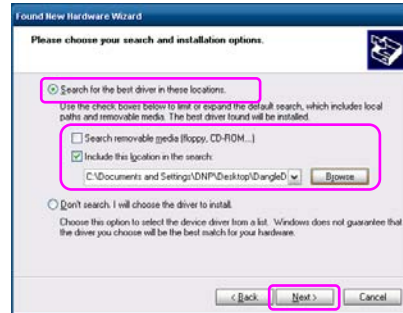 Found New Hardware Wizard
Please choose your search and installation options.
Search for the best driver in these locations.
Use the check boxes below to limit or expand the default search, which includes local
paths and removable media. The best driver found will be installed.
Search removable media (floppy, CD-ROM...)
Include this location in the search:
C:\Documents and Settings\DNP\Desktop\DangleD
Browse
Don't search. I will choose the driver to install.
Choose this option to select the device driver from a list. Windows does not guarantee that
the driver you choose will be the best match for your hardware.
< Back Next > Cancel